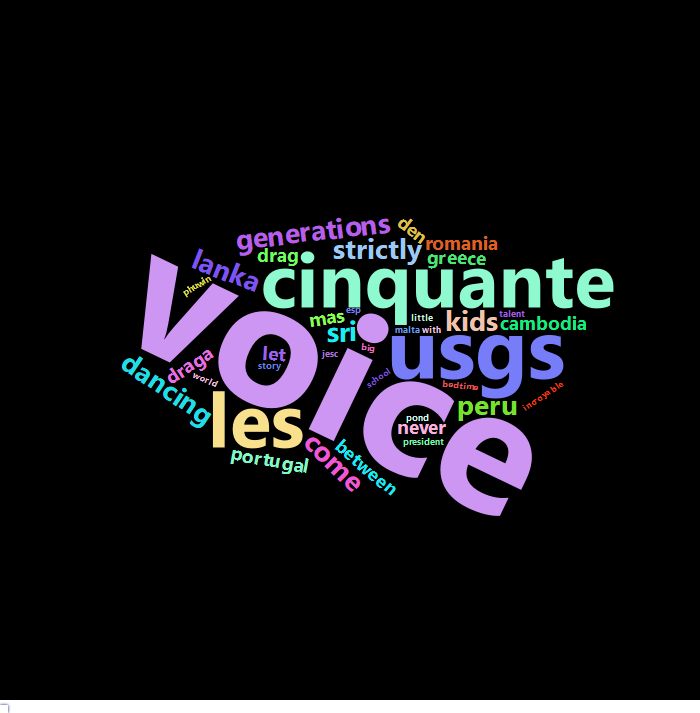 generations
den
strictly
romania
drag
greece
lanka
cinquante
phuwin
voice
mas
esp
sri
little
kids
talent
cambodia
malta
with
usgs
let
jesc
big
story
draga
world
school
bedtime
incroyable
dancing
les
peru
pond
never
president
come
between
portugal